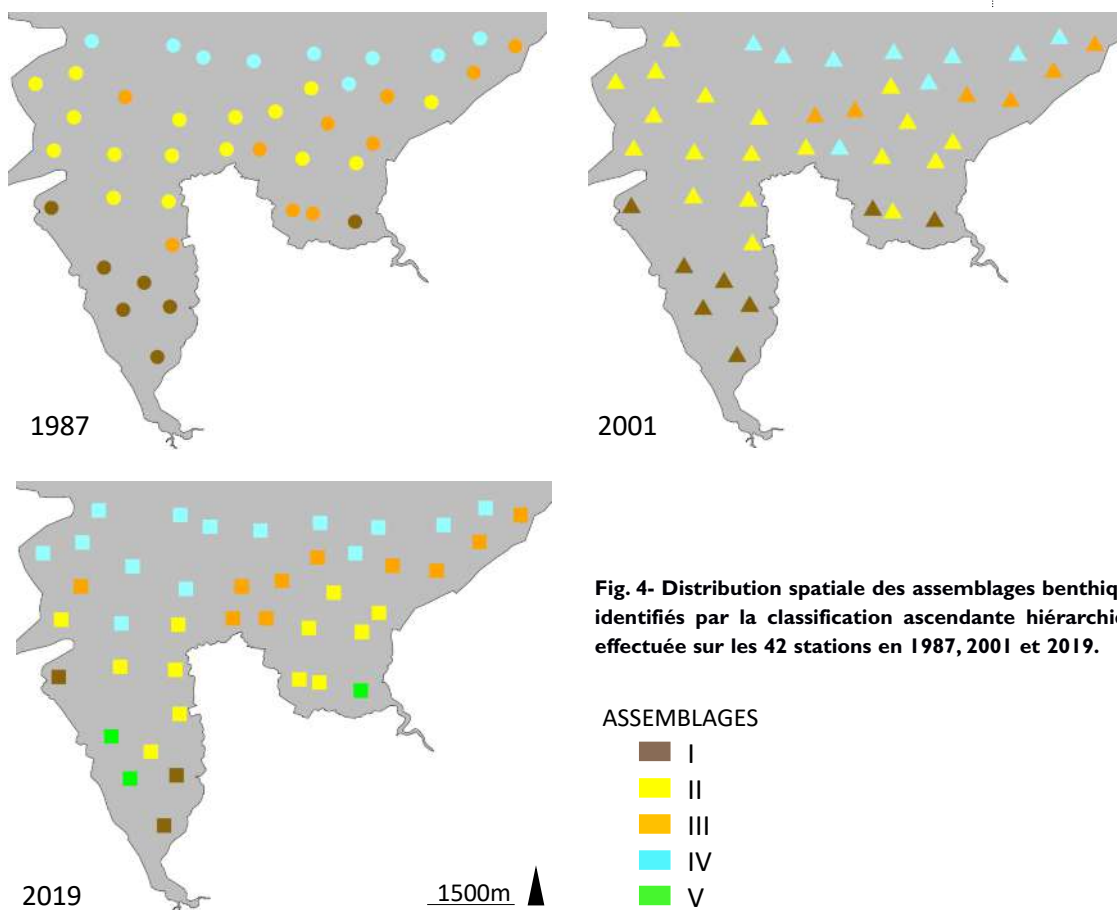 1987
2001
2019
1500m
Fig. 4- Distribution spatiale des assemblages benthiq
identifiés par la classification ascendante hiérarchi
effectuée sur les 42 stations en 1987, 2001 et 2019.
ASSEMBLAGES
I
II
III
IV
V